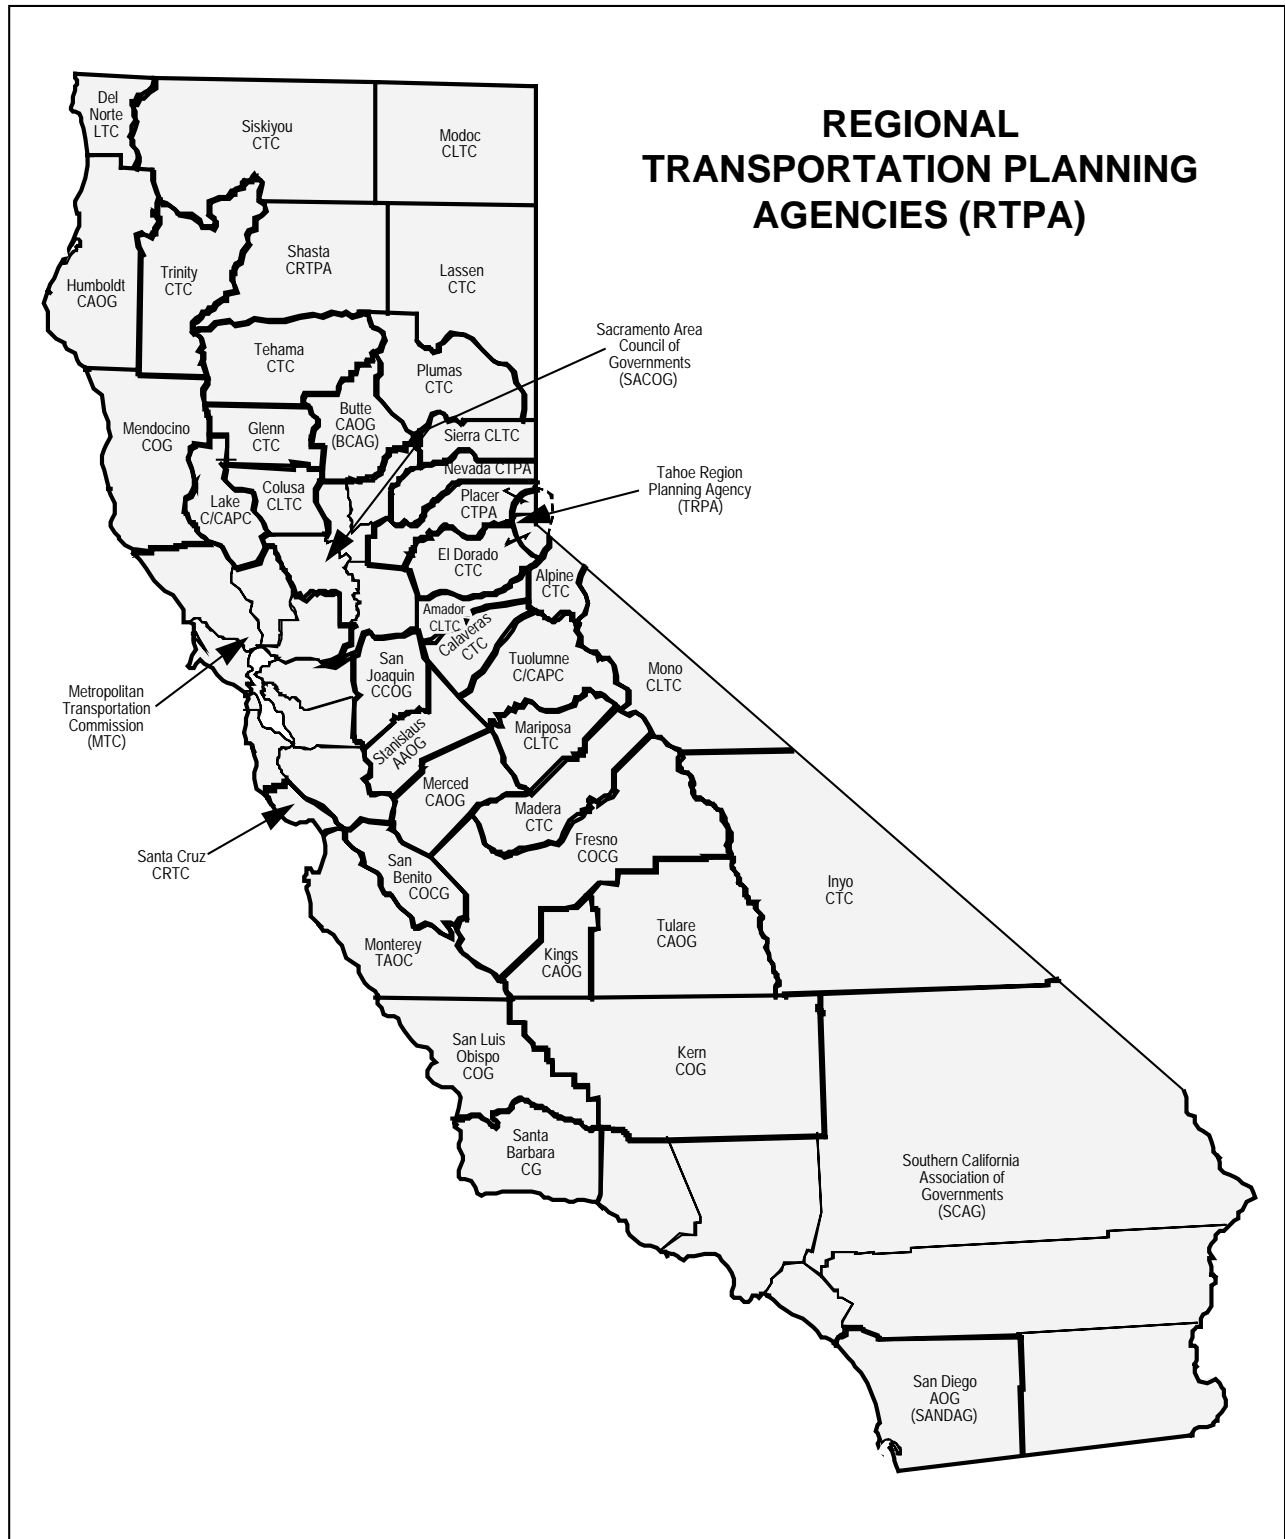 REGIONAL
TRANSPORTATION PLANNING
AGENCIES (RTPA)
Del
Norte
LTC
Siskiyou
CTC
Modoc
CLTC
Humboldt
CAOG
Trinity
CTC
Shasta
CRTPA
Lassen
CTC
Sacramento Area
Council of
Governments
(SACOG)
Tehama
CTC
Plumas
CTC
Mendocino
COG
Glenn
CTC
Butte
CAOG
(BCAG)
Sierra CLTC
Nevada CTPA
Lake
C/CAPC
Colusa
CLTC
Placer
CTPA
Tahoe Region
Planning Agency
(TRPA)
El Dorado
CTC
Alpine
CTC
Amador
CLTC
Calaveras
CTC
San
Joaquin
CCOG
Tuolumne
C/CAPC
Mono
CLTC
Metropolitan
Transportation
Commission
(MTC)
Stanislaus
AAOG
Mariposa
CLTC
Merced
CAOG
Madera
CTC
Fresno
COCG
Santa Cruz
CRTC
San
Benito
COCG
Inyo
CTC
Monterey
TAOC
Kings
CAOG
Tulare
CAOG
San Luis
Obispo
COG
Kern
COG
Santa
Barbara
CG
Southern California
Association of
Governments
(SCAG)
San Diego
AOG
(SANDAG)